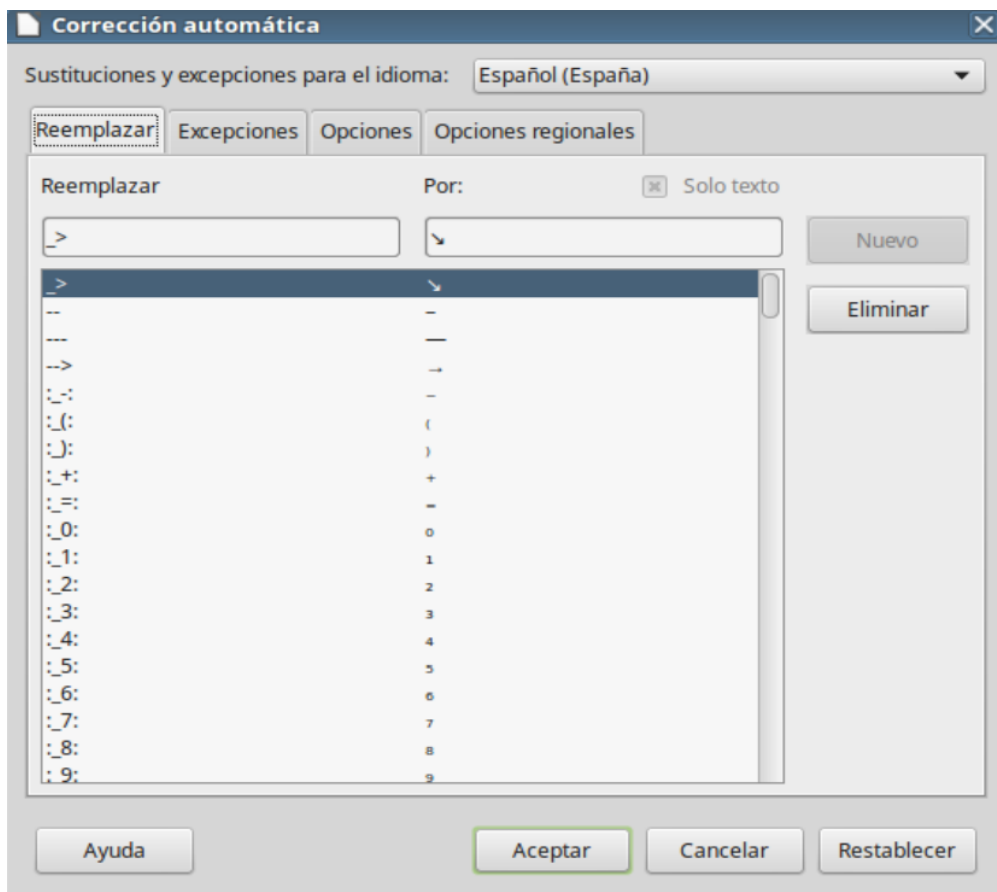 Corrección automática
Sustituciones y excepciones para el idioma: Español (España)
Reemplazar Excepciones Opciones Opciones regionales
Reemplazar Por: Solo texto
_> ↘ Nuevo
_> ↘
-- – Eliminar
--- —
--> →
:_-: ₋
:_(: ₍
:_): ₎
:_+: ₊
:_=: ₌
:_0: ₀
:_1: ₁
:_2: ₂
:_3: ₃
:_4: ₄
:_5: ₅
:_6: ₆
:_7: ₇
:_8: ₈
:_9: ₉
Ayuda Aceptar Cancelar Restablecer